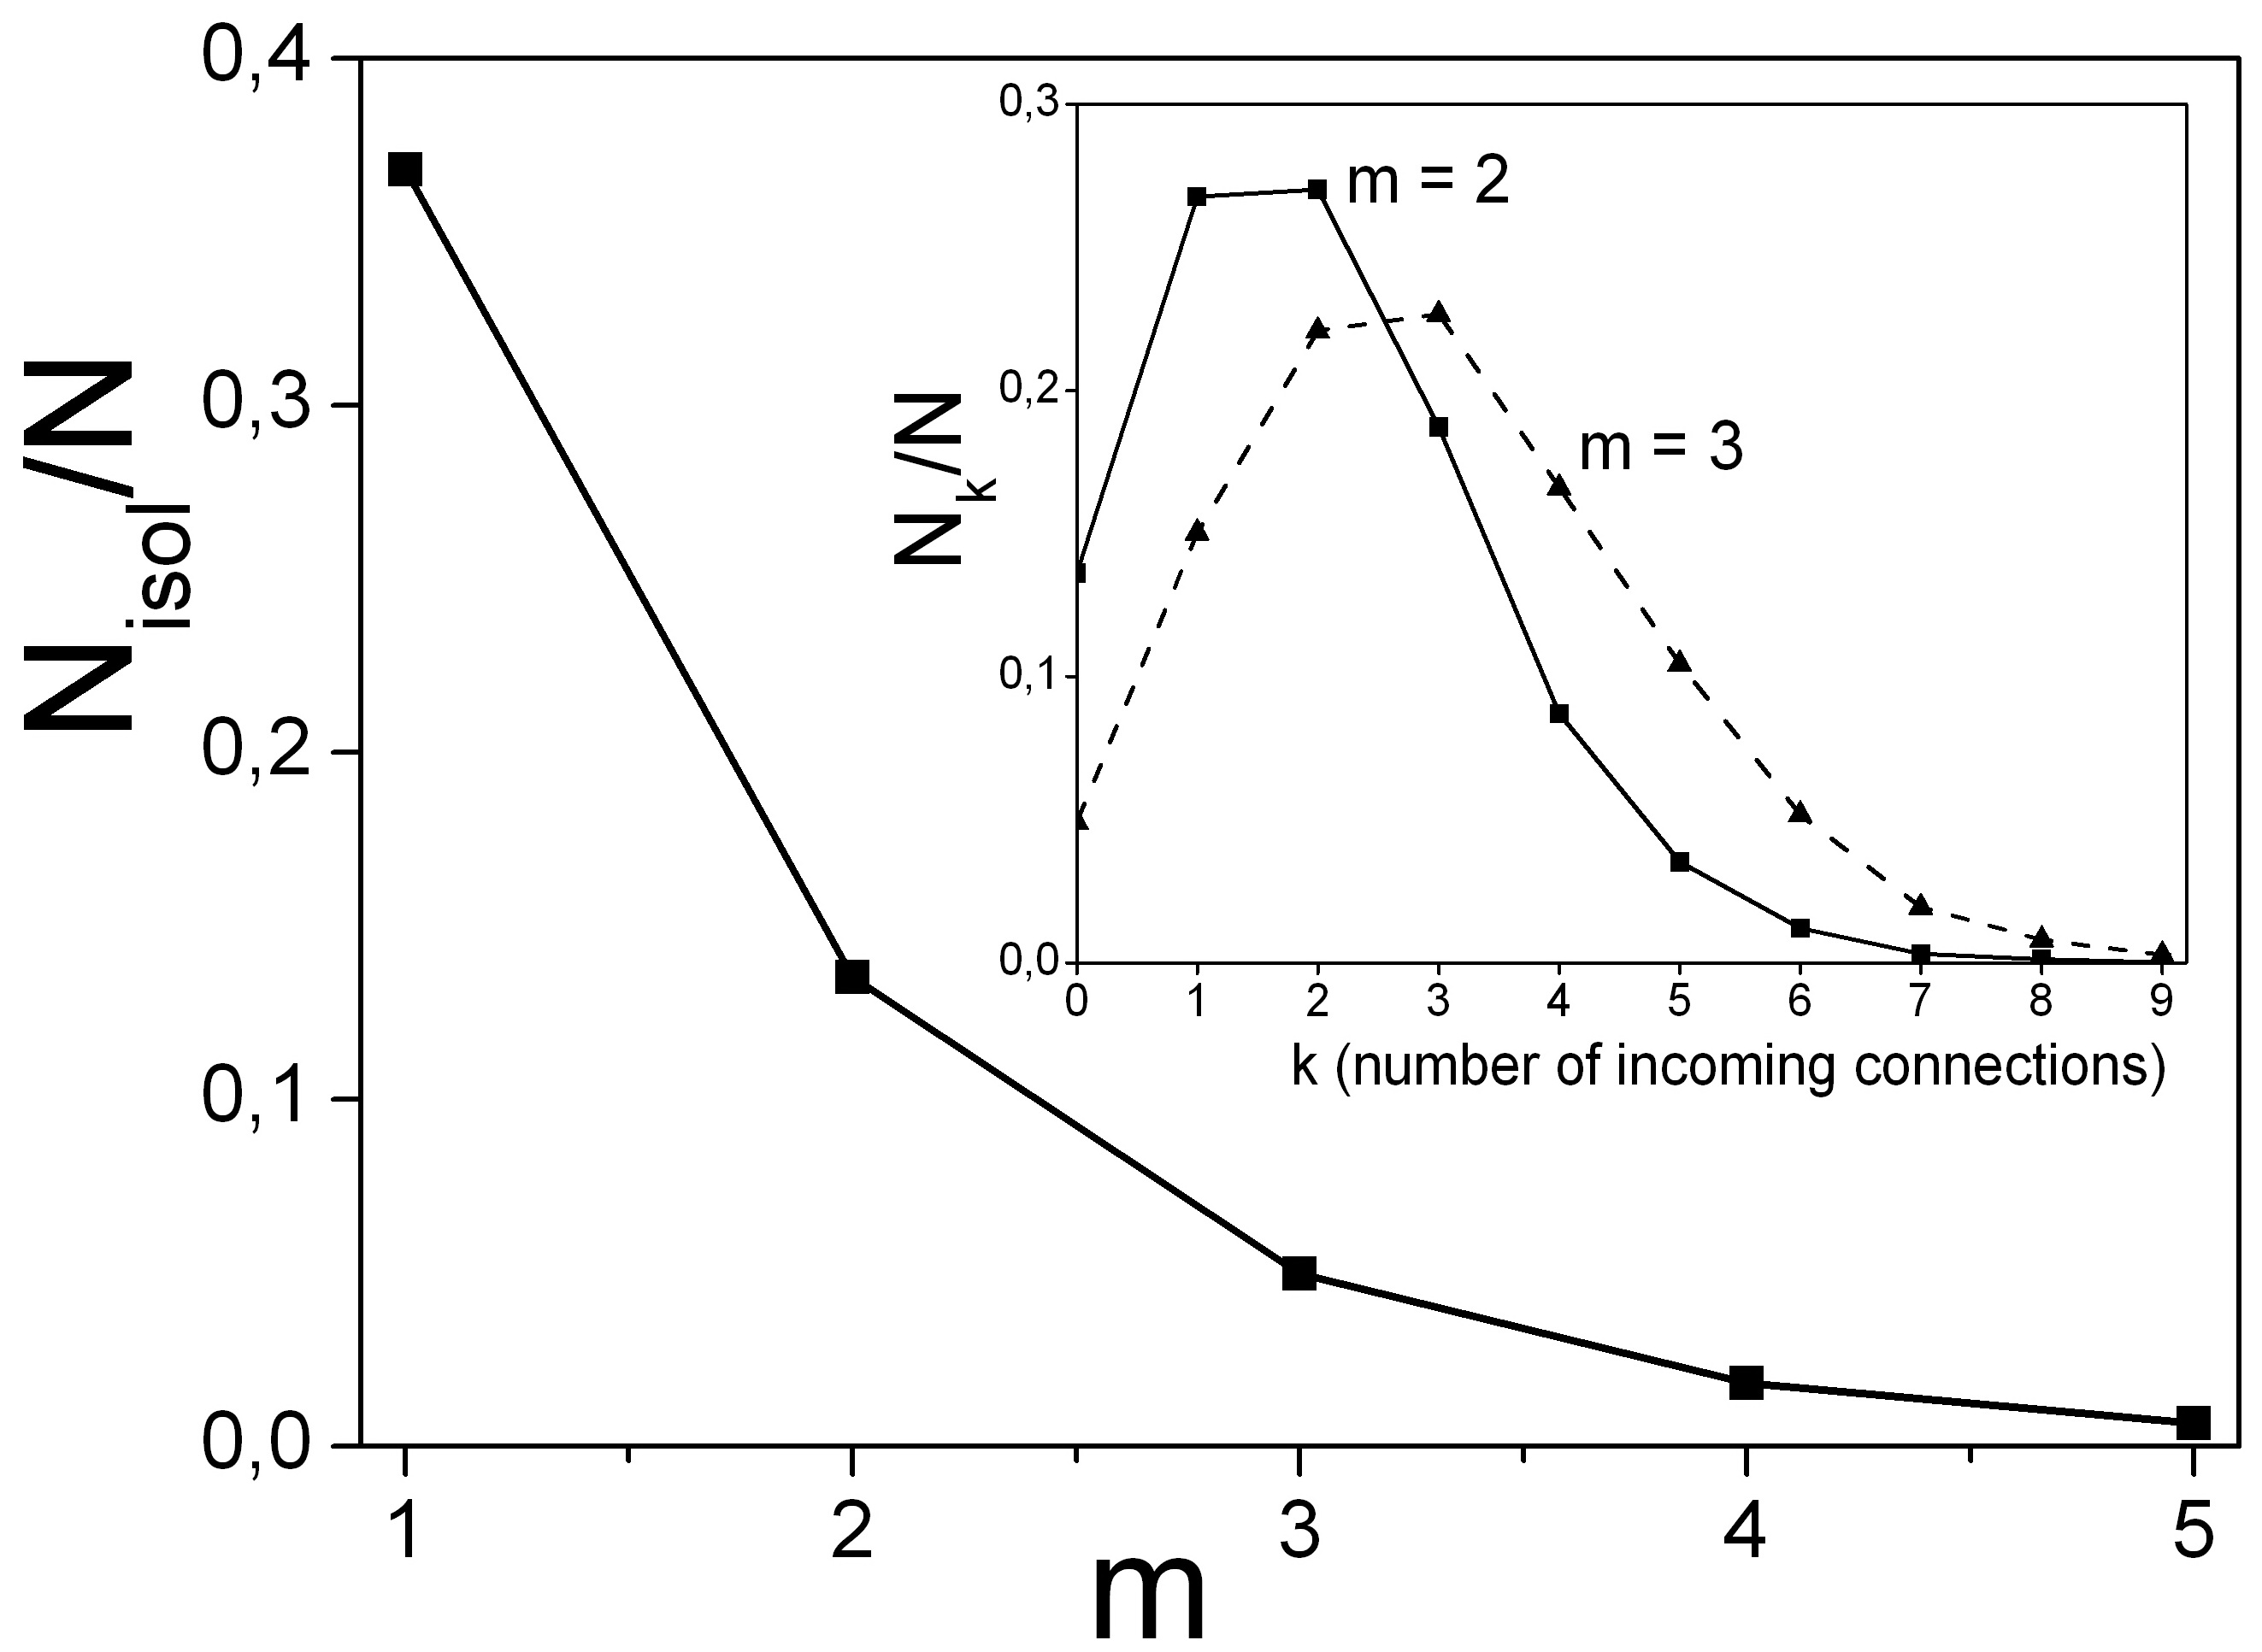 0,4
0,3
0,2
0,1
0,0
N_isol/N
1 2 3 4 5
m
0,3
0,2
0,1
0,0
N_k/N
m = 2
m = 3
0 1 2 3 4 5 6 7 8 9
k (number of incoming connections)